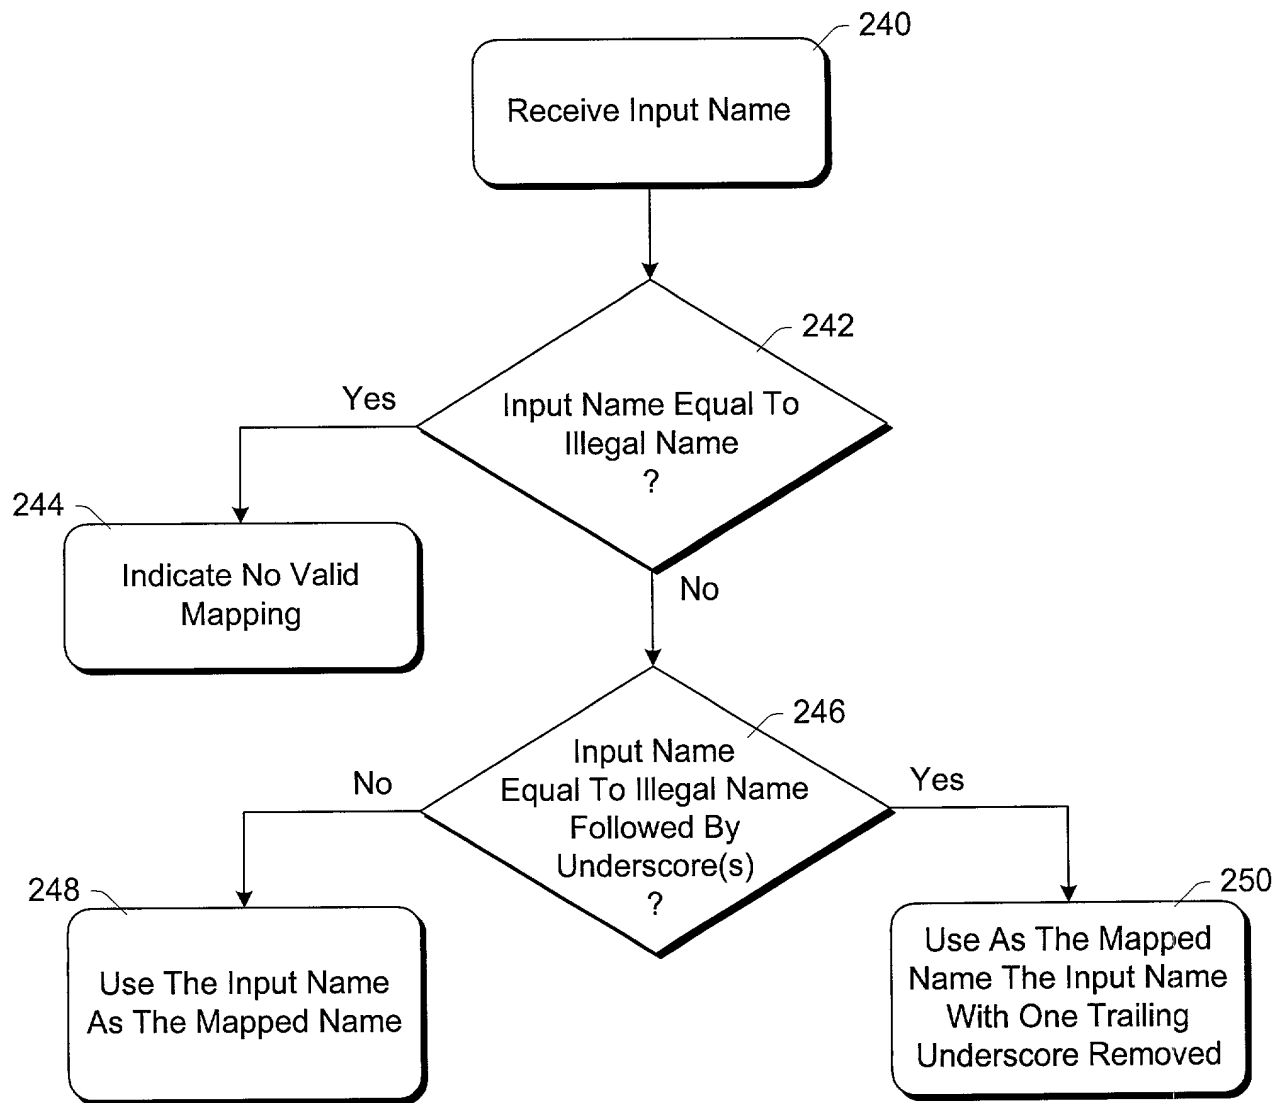 240
Receive Input Name
242
Yes
Input Name Equal To
Illegal Name
?
244
Indicate No Valid
Mapping
No
246
No
Input Name
Equal To Illegal Name
Followed By
Underscore(s)
?
Yes
248
Use The Input Name
As The Mapped Name
250
Use As The Mapped
Name The Input Name
With One Trailing
Underscore Removed